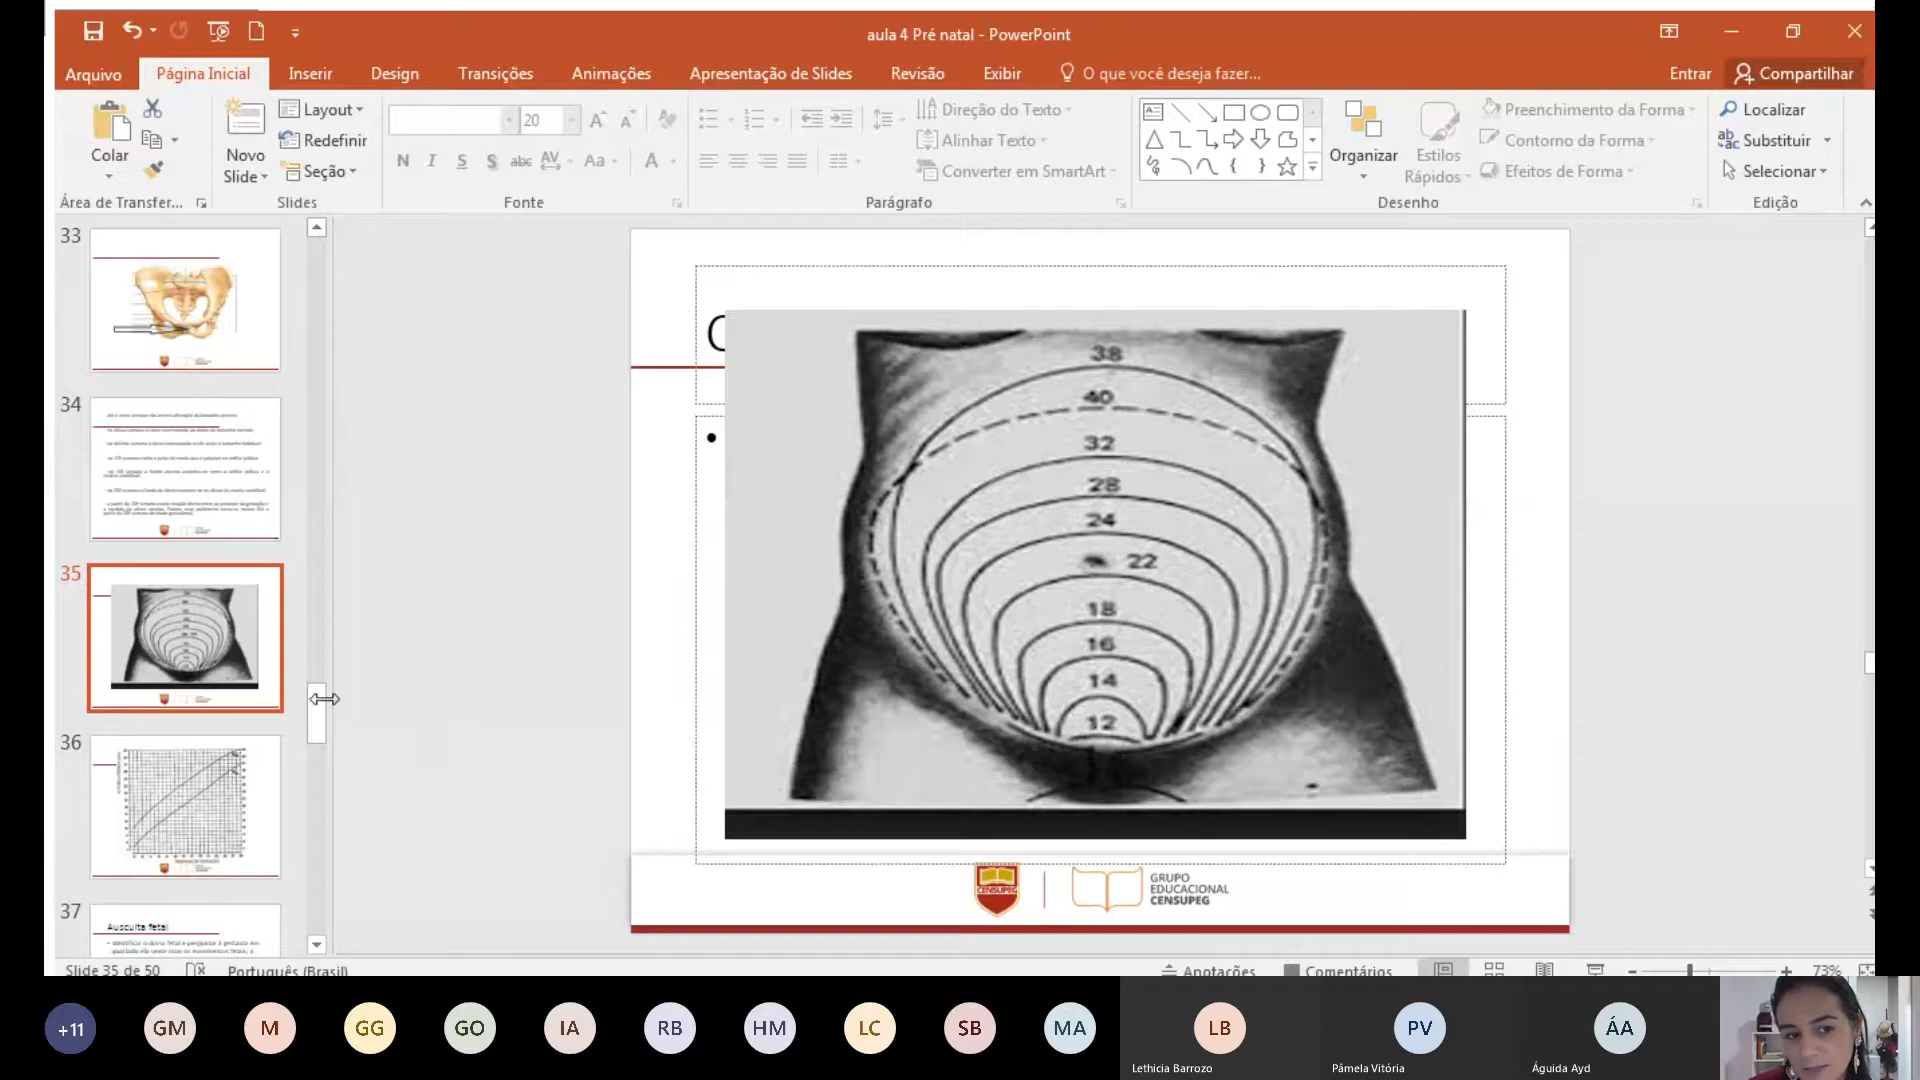 aula 4 Pré natal - PowerPoint
Arquivo
Página Inicial
Inserir
Design
Transições
Animações
Apresentação de Slides
Revisão
Exibir
O que você deseja fazer...
Entrar
Compartilhar
Colar
Novo
Slide
Layout
Redefinir
Seção
20
N I S S abc AV Aa A
Direção do Texto
Alinhar Texto
Converter em SmartArt
Organizar
Estilos
Rápidos
Preenchimento da Forma
Contorno da Forma
Efeitos de Forma
Localizar
Substituir
Selecionar
Área de Transfer...
Slides
Fonte
Parágrafo
Desenho
Edição
33
34
35
36
37
Ausculta fetal
38
40
32
28
24
22
18
16
14
12
CENSUPEG
GRUPO
EDUCACIONAL
CENSUPEG
Slide 35 de 50
Português (Brasil)
Anotações
Comentários
73%
+11
GM
M
GG
GO
IA
RB
HM
LC
SB
MA
LB
PV
ÁA
Lethicia Barrozo
Pâmela Vitória
Águida Ayd